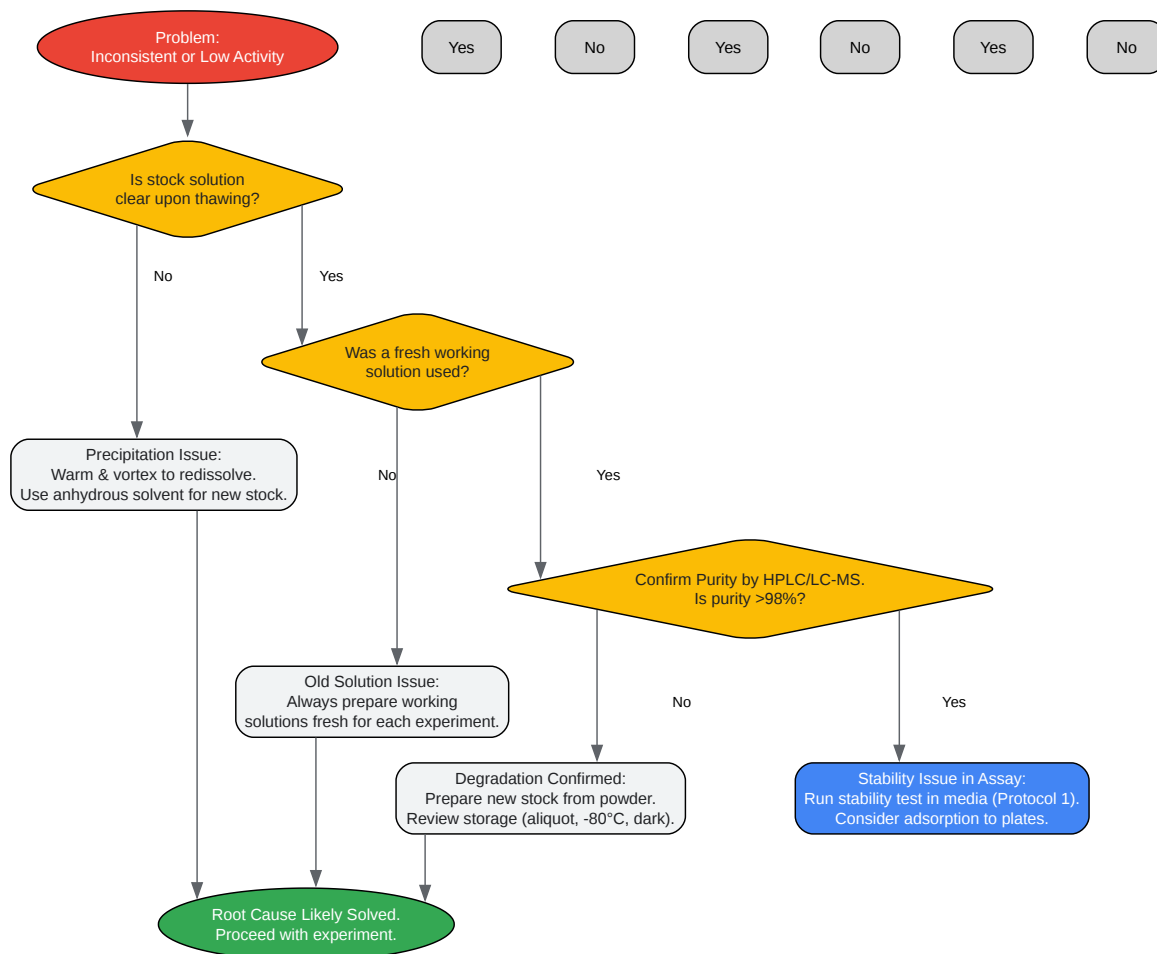 Problem:
Inconsistent or Low Activity
Yes
No
Yes
No
Yes
No
Is stock solution
clear upon thawing?
No
Yes
Was a fresh working
solution used?
Precipitation Issue:
Warm & vortex to redissolve.
Use anhydrous solvent for new stock.
No
Yes
Confirm Purity by HPLC/LC-MS.
Is purity >98%?
Old Solution Issue:
Always prepare working
solutions fresh for each experiment.
No
Yes
Degradation Confirmed:
Prepare new stock from powder.
Review storage (aliquot, -80°C, dark).
Stability Issue in Assay:
Run stability test in media (Protocol 1).
Consider adsorption to plates.
Root Cause Likely Solved.
Proceed with experiment.